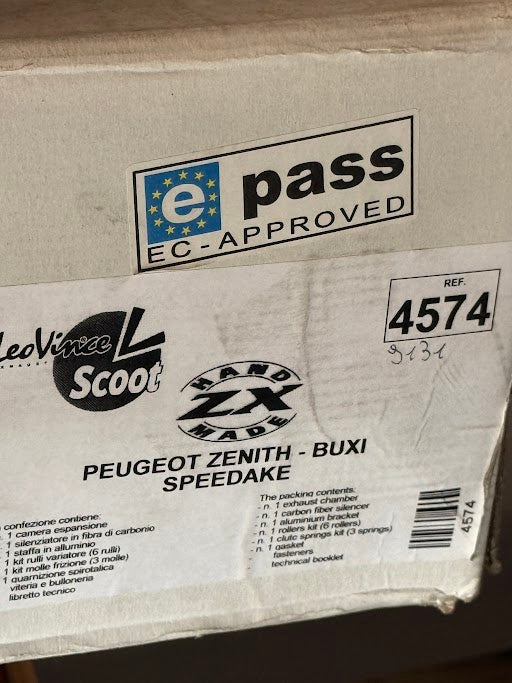 e pass
EC-APPROVED
LeoVince
EXHAUST
Scoot
REF.
4574
9131
HAND
ZX
MADE
PEUGEOT ZENITH - BUXI
SPEEDAKE
confezione contiene:
1 camera espansione
1 silenziatore in fibra di carbonio
1 staffa in alluminio
1 kit rulli variatore (6 rulli)
1 kit molle frizione (3 molle)
1 guarnizione spirotalica
viteria e bulloneria
libretto tecnico
The packing contents:
- n. 1 exhaust chamber
- n. 1 carbon fiber silencer
- n. 1 aluminium bracket
- n. 1 rollers kit (6 rollers)
- n. 1 clutc springs kit (3 springs)
- n. 1 gasket
- fasteners
- technical booklet
4574